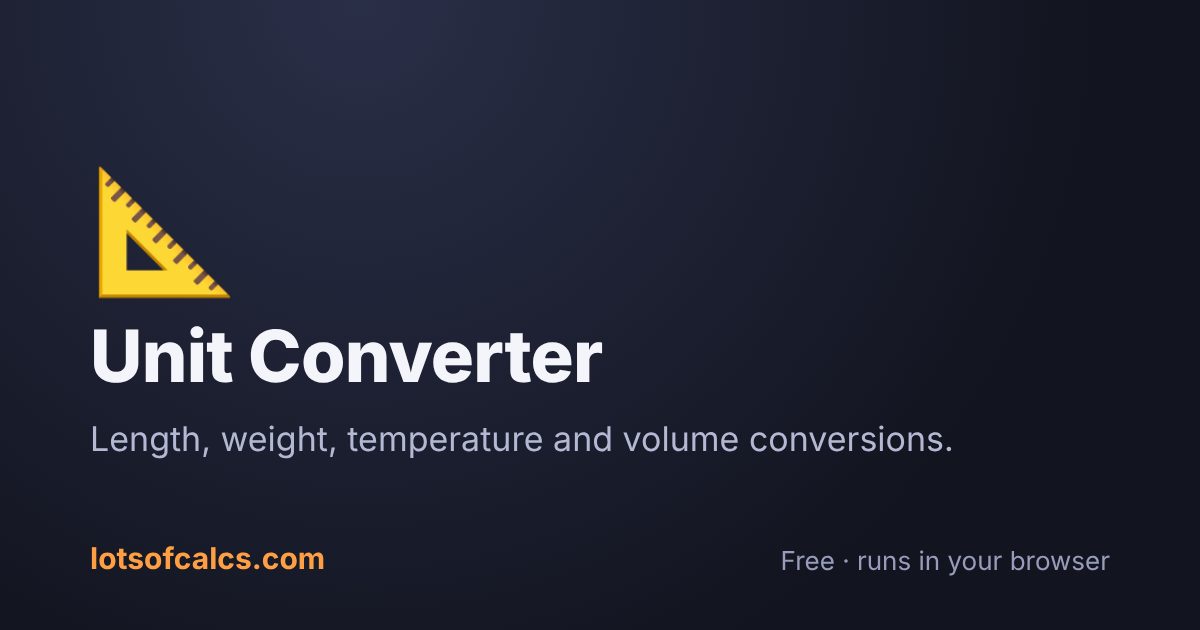 Unit Converter
Length, weight, temperature and volume conversions.
lotsofcalcs.com
Free · runs in your browser